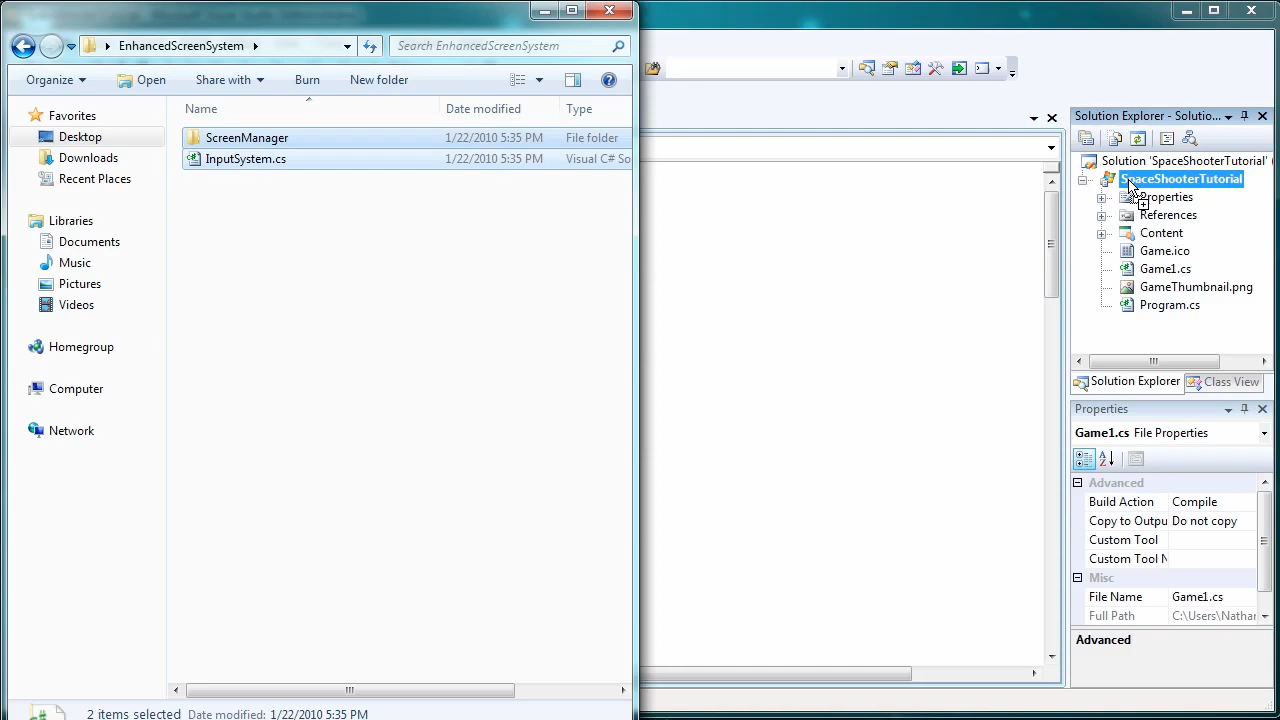 EnhancedScreenSystem
Search EnhancedScreenSystem
Organize
Open
Share with
Burn
New folder
Favorites
Desktop
Downloads
Recent Places
Libraries
Documents
Music
Pictures
Videos
Homegroup
Computer
Network
Name
Date modified
Type
ScreenManager
1/22/2010 5:35 PM
File folder
InputSystem.cs
1/22/2010 5:35 PM
Visual C# So
2 items selected
Date modified: 1/22/2010 5:35 PM
Solution Explorer - Solutio...
Solution 'SpaceShooterTutorial' (
SpaceShooterTutorial
Properties
References
Content
Game.ico
Game1.cs
GameThumbnail.png
Program.cs
Solution Explorer
Class View
Properties
Game1.cs File Properties
Advanced
Build Action
Compile
Copy to Outpu
Do not copy
Custom Tool
Custom Tool N
Misc
File Name
Game1.cs
Full Path
C:\Users\Nathar
Advanced